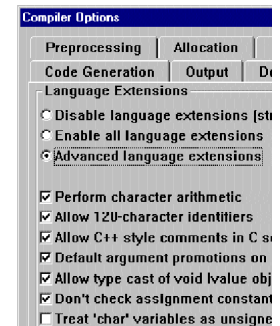 Compiler Options
Preprocessing Allocation
Code Generation Output
Language Extensions
Disable language extensions
Enable all language extensions
Advanced language extensions
Perform character arithmetic
Allow 120-character identifiers
Allow C++ style comments in C
Default argument promotions on
Allow type cast of void lvalue
Don't check assignment constant
Treat 'char' variables as